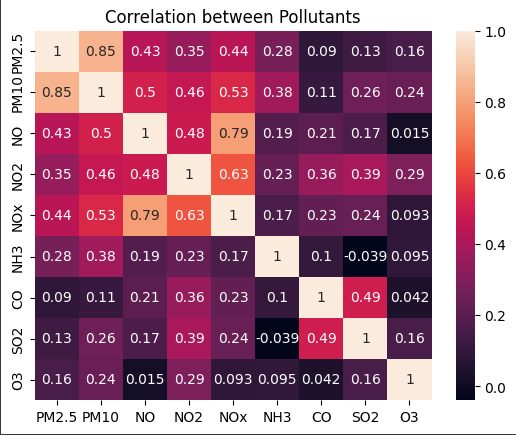 Correlation between Pollutants
PM2.5 1 0.85 0.43 0.35 0.44 0.28 0.09 0.13 0.16
PM10 0.85 1 0.5 0.46 0.53 0.38 0.11 0.26 0.24
NO 0.43 0.5 1 0.48 0.79 0.19 0.21 0.17 0.015
NO2 0.35 0.46 0.48 1 0.63 0.23 0.36 0.39 0.29
NOx 0.44 0.53 0.79 0.63 1 0.17 0.23 0.24 0.093
NH3 0.28 0.38 0.19 0.23 0.17 1 0.1 -0.039 0.095
CO 0.09 0.11 0.21 0.36 0.23 0.1 1 0.49 0.042
SO2 0.13 0.26 0.17 0.39 0.24 -0.039 0.49 1 0.16
O3 0.16 0.24 0.015 0.29 0.093 0.095 0.042 0.16 1
PM2.5 PM10 NO NO2 NOx NH3 CO SO2 O3
1.0
0.8
0.6
0.4
0.2
0.0